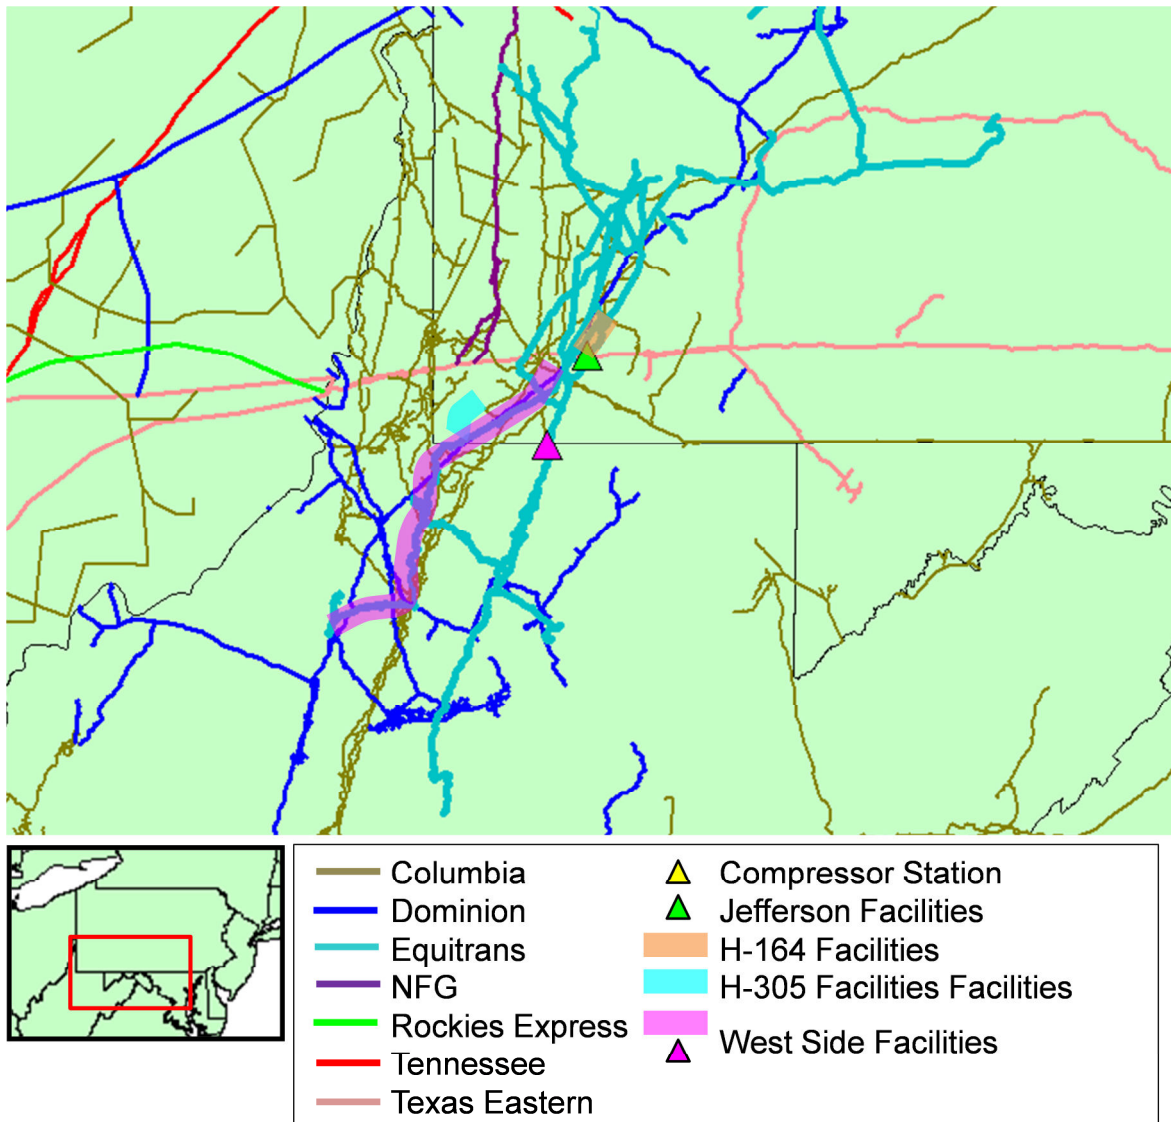 Columbia
Dominion
Equitrans
NFG
Rockies Express
Tennessee
Texas Eastern
Compressor Station
Jefferson Facilities
H-164 Facilities
H-305 Facilities Facilities
West Side Facilities